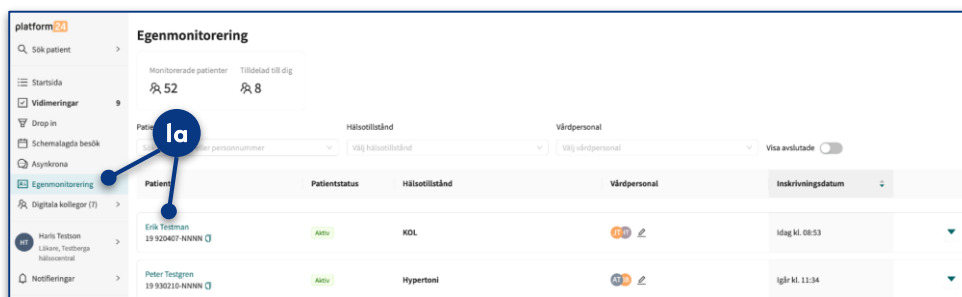 platform24
Sök patient
Startsida
Vidimeringar 9
Drop in
Schemalagda besök
Asynkrona
Egenmonitorering
Digitala kollegor (7)
HT Haris Testson
Läkare, Testberga
hälsocentral
Notifieringar
Egenmonitorering
Monitorerade patienter Tilldelad till dig
52 8
1a
Hälsotillstånd Vårdpersonal
personnummer Välj hälsotillstånd Välj vårdpersonal Visa avslutade
Patient Patientstatus Hälsotillstånd Vårdpersonal Inskrivningsdatum
Erik Testman
19 920407-NNNN Aktiv KOL Idag kl. 08:53
Peter Testgren
19 930210-NNNN Aktiv Hypertoni AT Igår kl. 11:34